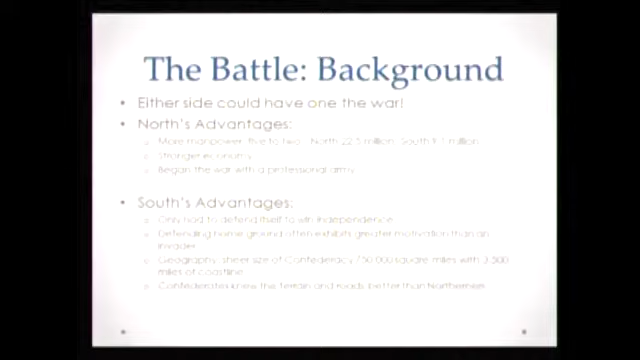 The Battle: Background
• Either side could have one the war!
• North's Advantages:
o More manpower, five to two: North 22.5 million, South 9.1 million
o Stronger economy
o Began the war with a professional army
• South's Advantages:
o Only had to defend itself to win independence
o Defending home ground often exhibits greater motivation than an
invader
o Geography: sheer size of Confederacy 750,000 square miles with 3,500
miles of coastline
o Confederates knew the terrain and roads better than Northerners